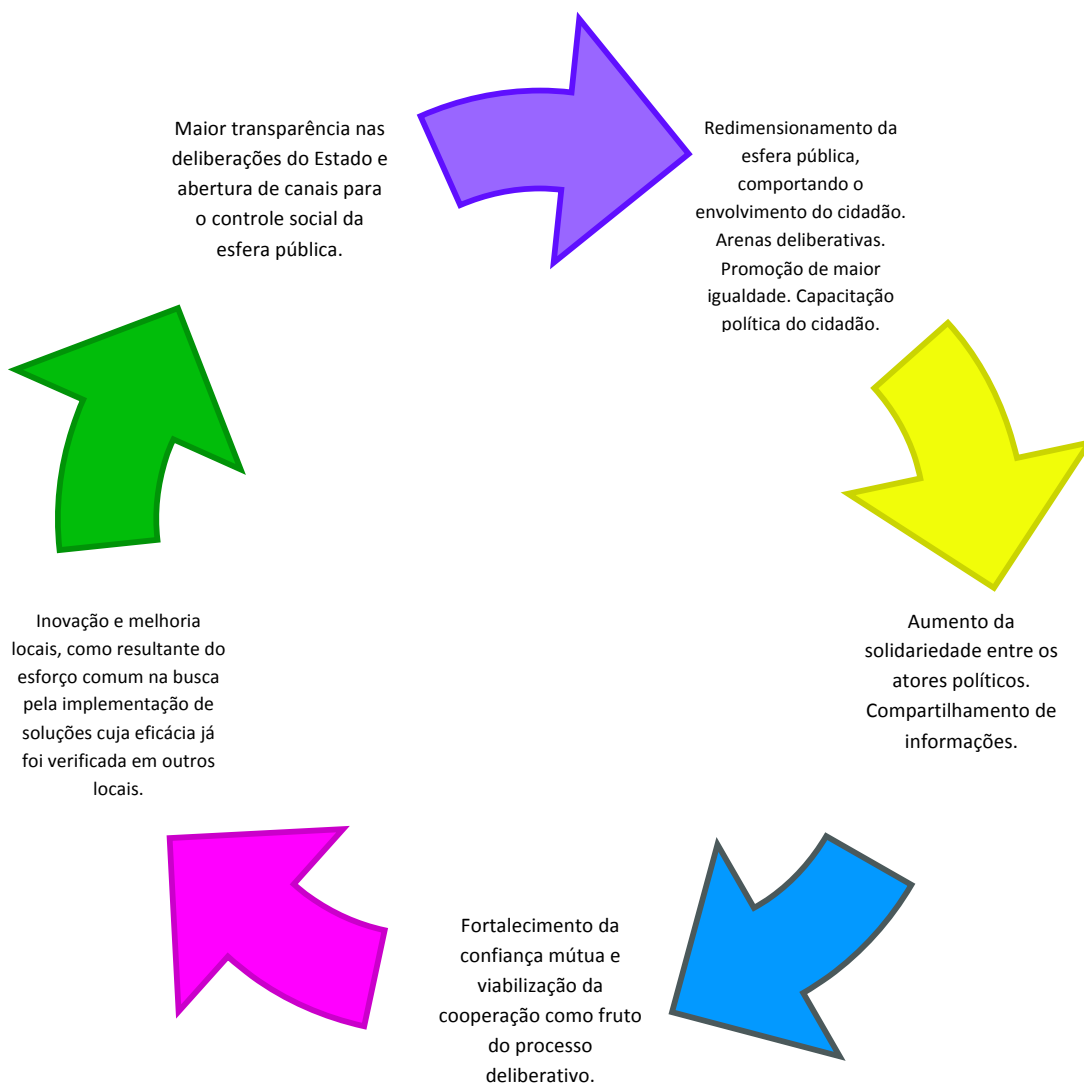 Maior transparência nas
deliberações do Estado e
abertura de canais para
o controle social da
esfera pública.
Redimensionamento da
esfera pública,
comportando o
envolvimento do cidadão.
Arenas deliberativas.
Promoção de maior
igualdade. Capacitação
política do cidadão.
Aumento da
solidariedade entre os
atores políticos.
Compartilhamento de
informações.
Fortalecimento da
confiança mútua e
viabilização da
cooperação como fruto
do processo
deliberativo.
Inovação e melhoria
locais, como resultante do
esforço comum na busca
pela implementação de
soluções cuja eficácia já
foi verificada em outros
locais.